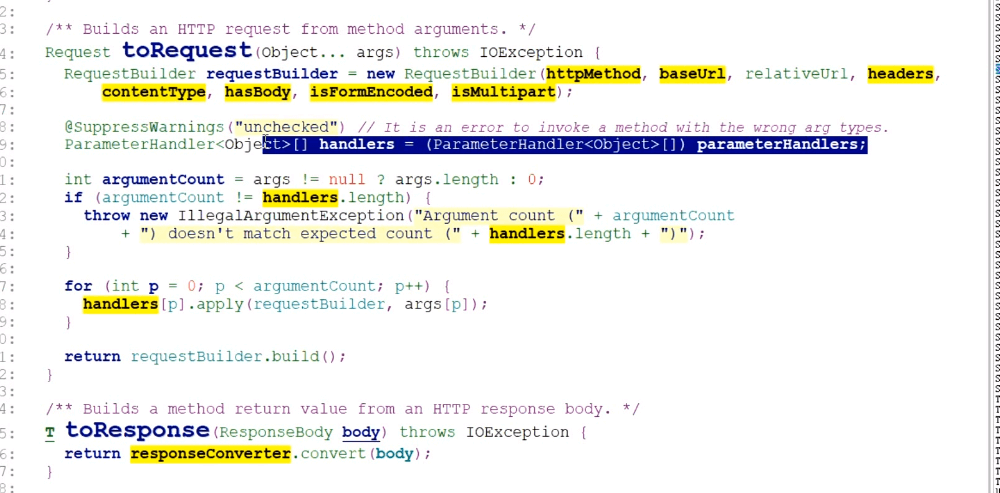 2:
3: /** Builds an HTTP request from method arguments. */
4: Request toRequest(Object... args) throws IOException {
5: RequestBuilder requestBuilder = new RequestBuilder(httpMethod, baseUrl, relativeUrl, headers,
6: contentType, hasBody, isFormEncoded, isMultipart);
7:
8: @SuppressWarnings("unchecked") // It is an error to invoke a method with the wrong arg types.
9: ParameterHandler<Object>[] handlers = (ParameterHandler<Object>[]) parameterHandlers;
0:
1: int argumentCount = args != null ? args.length : 0;
2: if (argumentCount != handlers.length) {
3: throw new IllegalArgumentException("Argument count (" + argumentCount
4: + ") doesn't match expected count (" + handlers.length + ")");
5: }
6:
7: for (int p = 0; p < argumentCount; p++) {
8: handlers[p].apply(requestBuilder, args[p]);
9: }
0:
1: return requestBuilder.build();
2: }
3:
4: /** Builds a method return value from an HTTP response body. */
5: T toResponse(ResponseBody body) throws IOException {
6: return responseConverter.convert(body);
7: }
8: